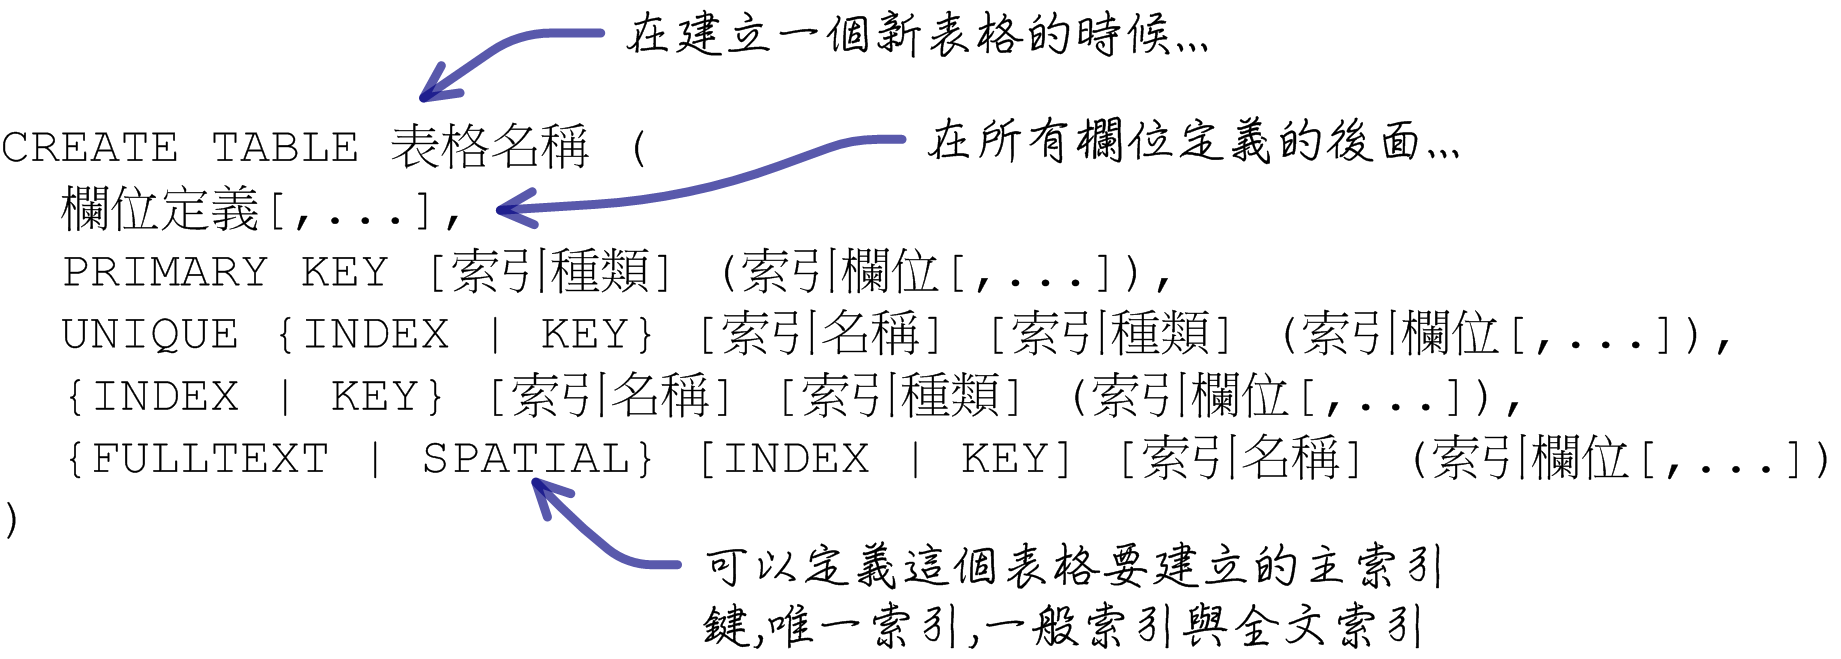 在建立一個新表格的時候...
CREATE TABLE 表格名稱 (
在所有欄位定義的後面...
欄位定義[,...],
PRIMARY KEY [索引種類] (索引欄位[,...]),
UNIQUE {INDEX | KEY} [索引名稱] [索引種類] (索引欄位[,...]),
{INDEX | KEY} [索引名稱] [索引種類] (索引欄位[,...]),
{FULLTEXT | SPATIAL} [INDEX | KEY] [索引名稱] (索引欄位[,...])
)
可以定義這個表格要建立的主索引
鍵,唯一索引,一般索引與全文索引